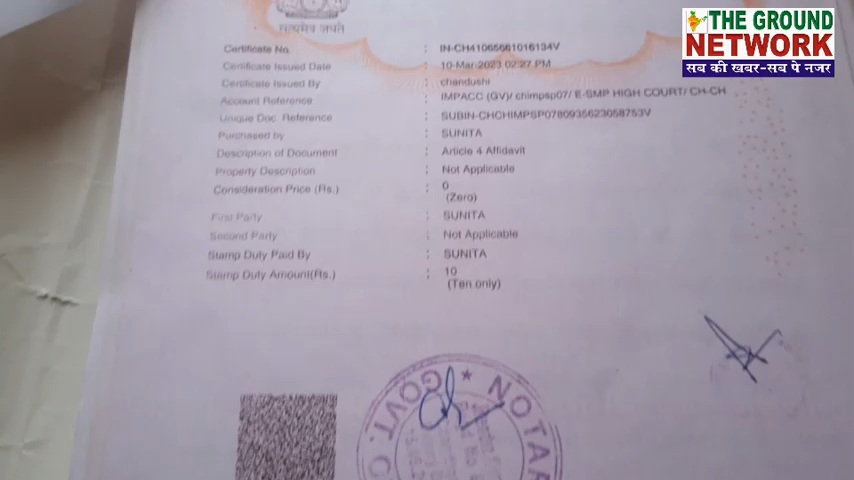 THE GROUND
NETWORK
सब की खबर-सब पे नजर
सत्यमेव जयते
Certificate No. : IN-CH41065661016134V
Certificate Issued Date : 10-Mar-2023 02:27 PM
Certificate Issued By : chandushi
Account Reference : IMPACC (GV)/ chimpsp07/ E-SMP HIGH COURT/ CH-CH
Unique Doc. Reference : SUBIN-CHCHIMPSP0780935623058753V
Purchased by : SUNITA
Description of Document : Article 4 Affidavit
Property Description : Not Applicable
Consideration Price (Rs.) : 0
(Zero)
First Party : SUNITA
Second Party : Not Applicable
Stamp Duty Paid By : SUNITA
Stamp Duty Amount(Rs.) : 10
(Ten only)
GOVT. * NOTAR